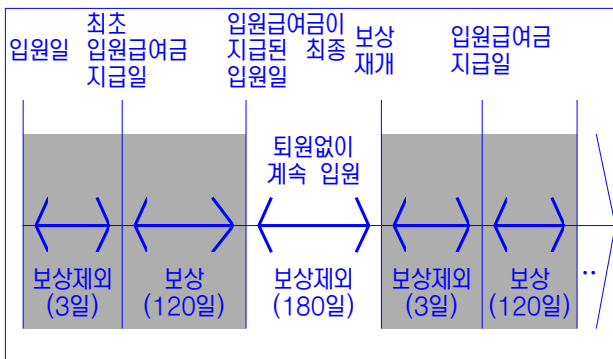 입원일
최초
입원급여금
지급일
입원급여금이
지급된 최종
입원일
보상
재개
입원급여금
지급일
퇴원없이
계속 입원
보상제외
(3일)
보상
(120일)
보상제외
(180일)
보상제외
(3일)
보상
(120일)
..